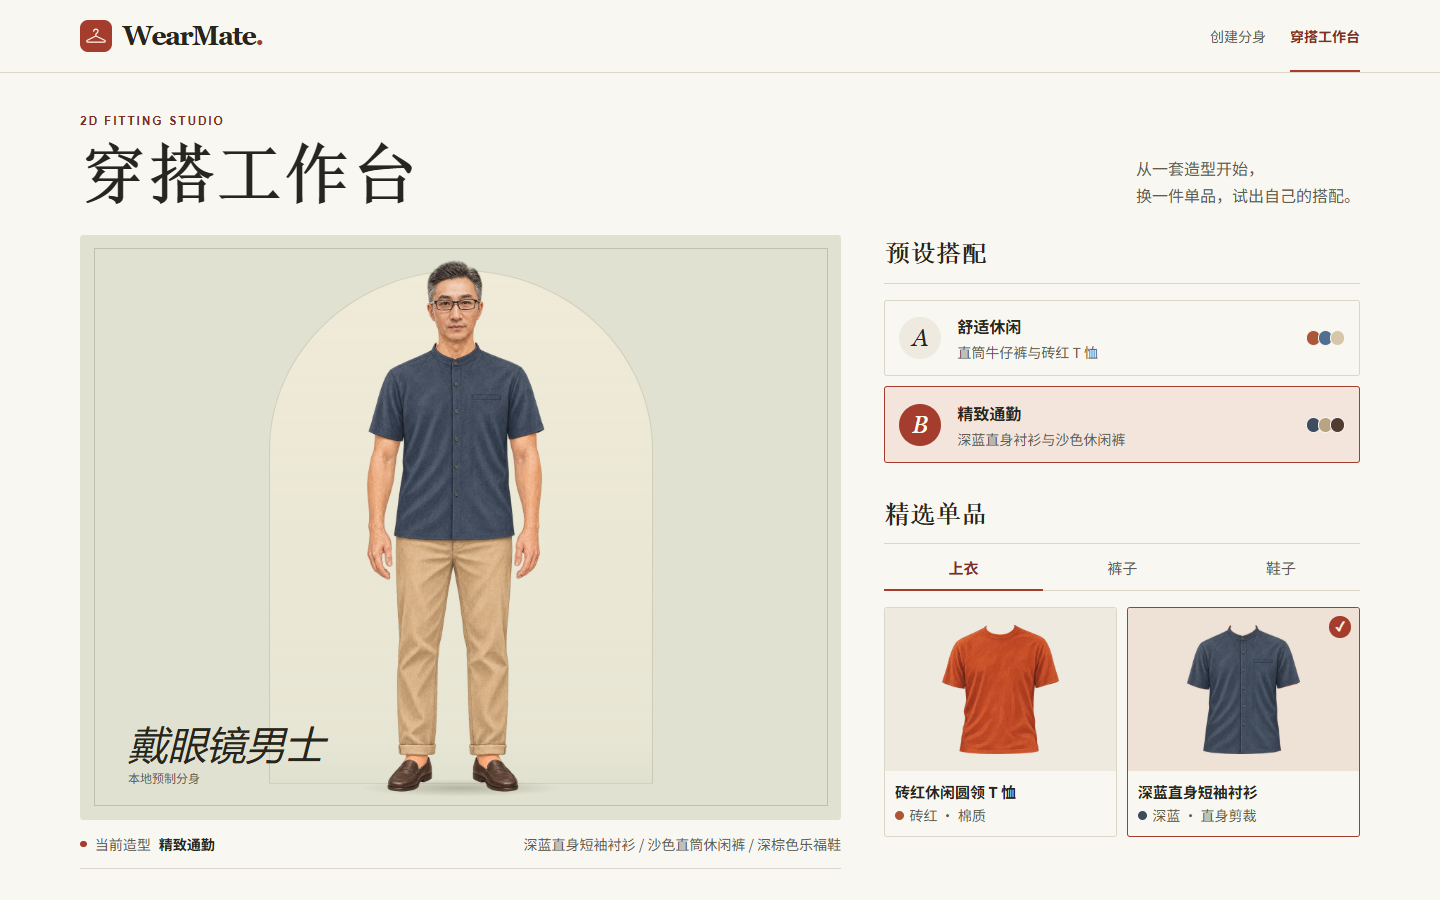 WearMate.
创建分身
穿搭工作台
2D FITTING STUDIO
穿搭工作台
从一套造型开始，
换一件单品，试出自己的搭配。
戴眼镜男士
本地预制分身
当前造型 精致通勤
深蓝直身短袖衬衫 / 沙色直筒休闲裤 / 深棕色乐福鞋
预设搭配
A
舒适休闲
直筒牛仔裤与砖红 T 恤
B
精致通勤
深蓝直身衬衫与沙色休闲裤
精选单品
上衣
裤子
鞋子
砖红休闲圆领 T 恤
砖红 · 棉质
深蓝直身短袖衬衫
深蓝 · 直身剪裁